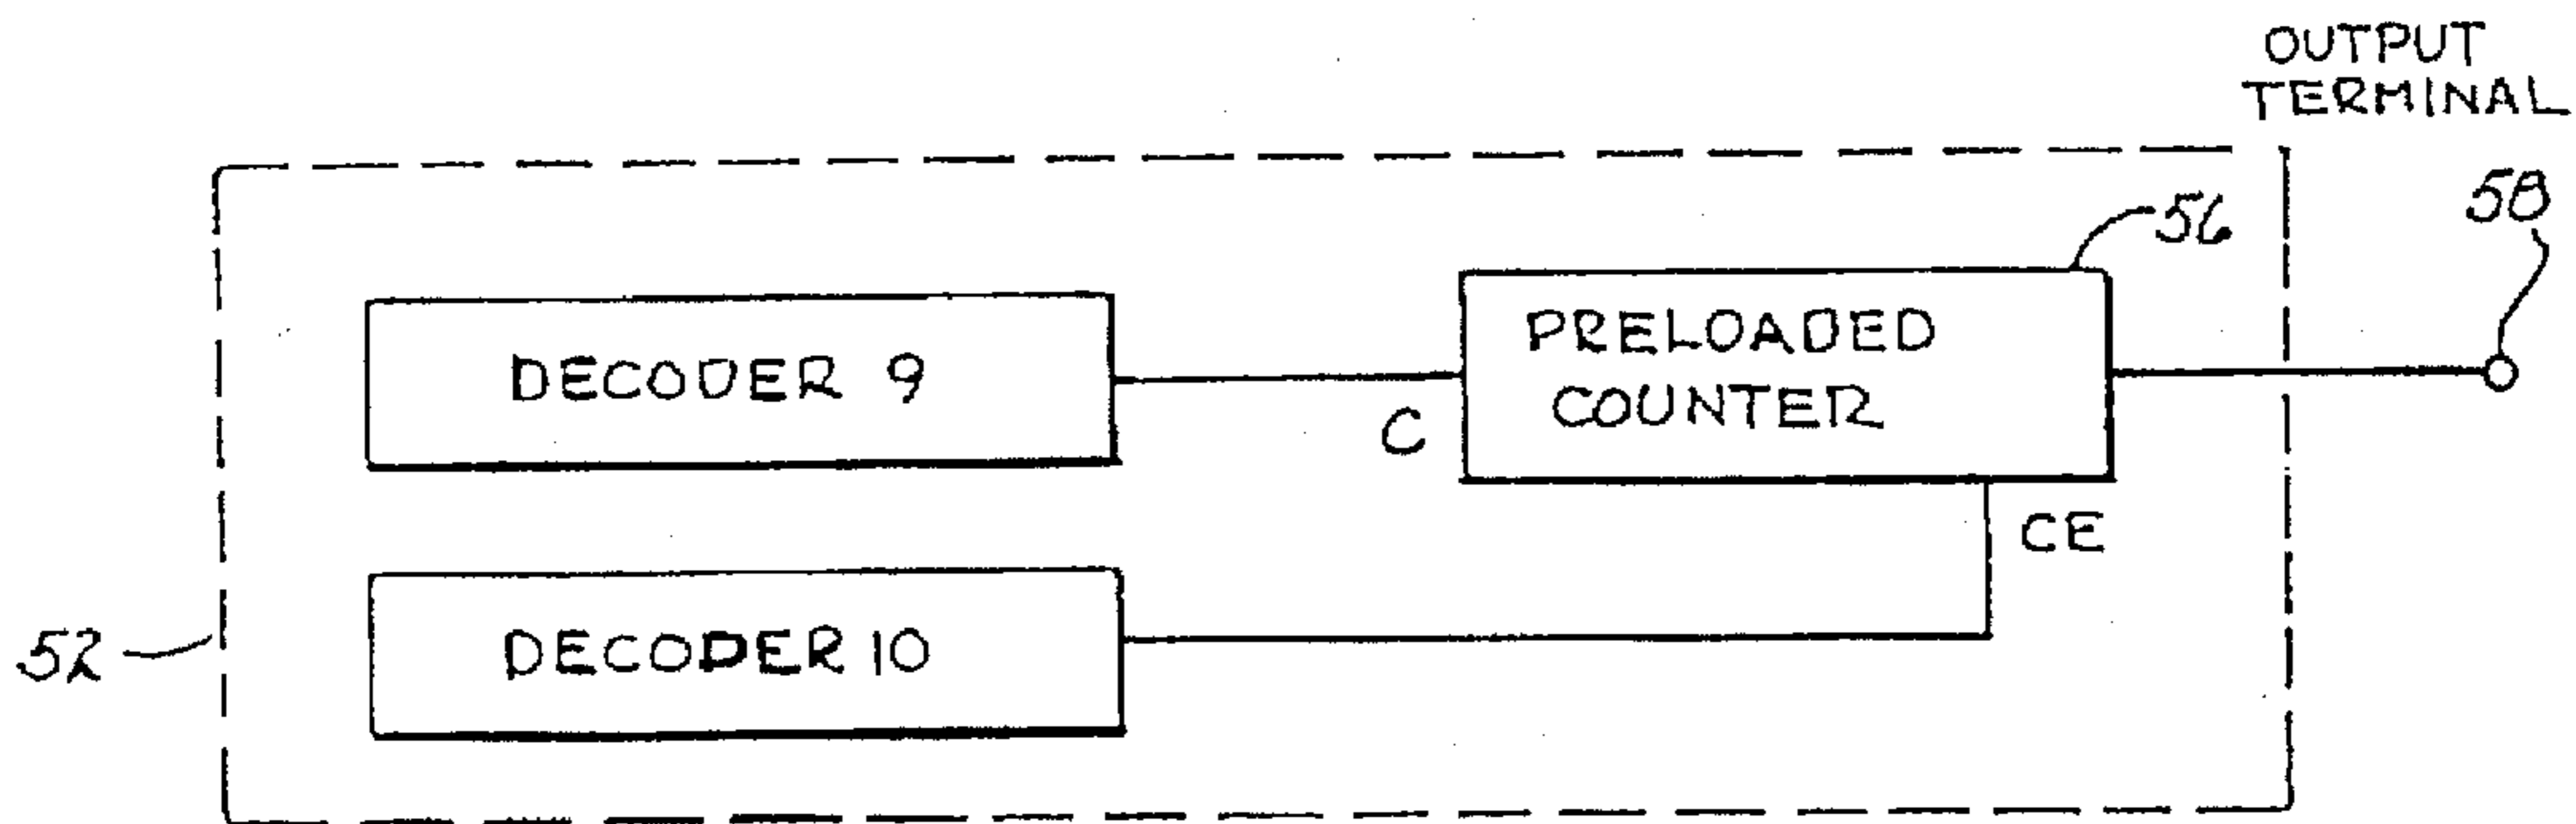 OUTPUT
TERMINAL
58
56
PRELOADED
COUNTER
DECODER 9
C
CE
DECODER 10
52